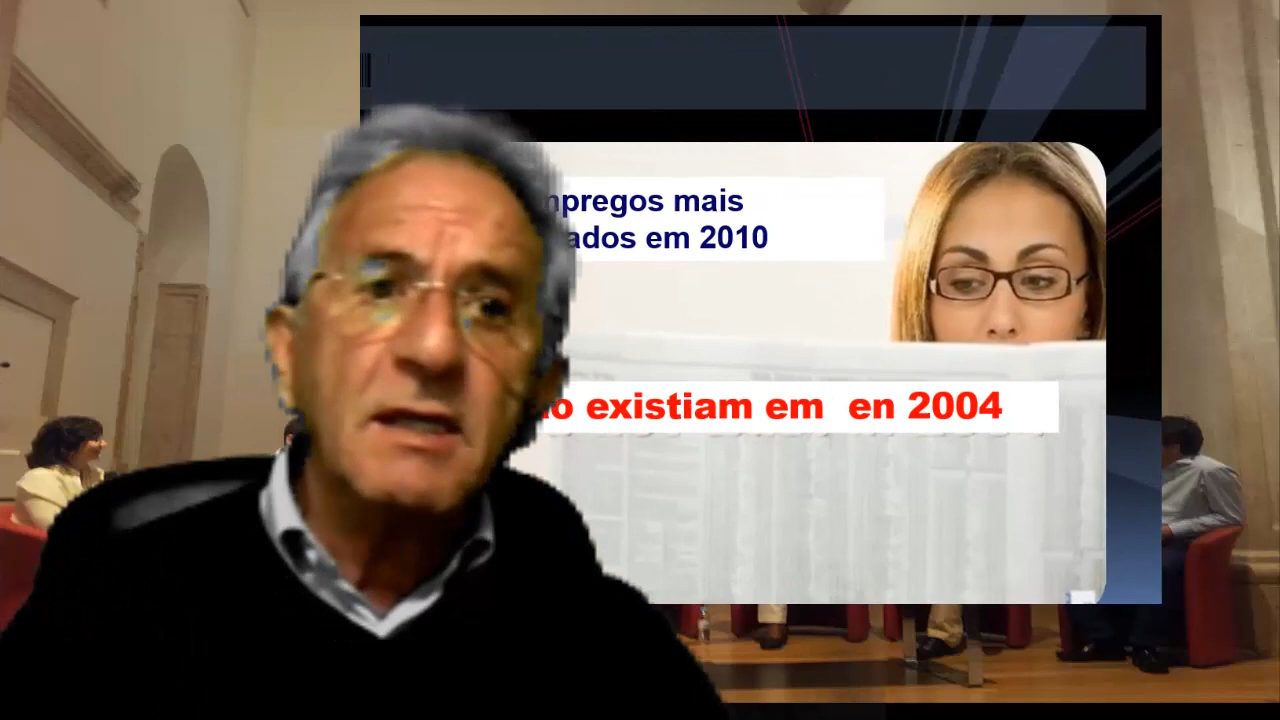 mpregos mais
ados em 2010
o existiam em  en 2004